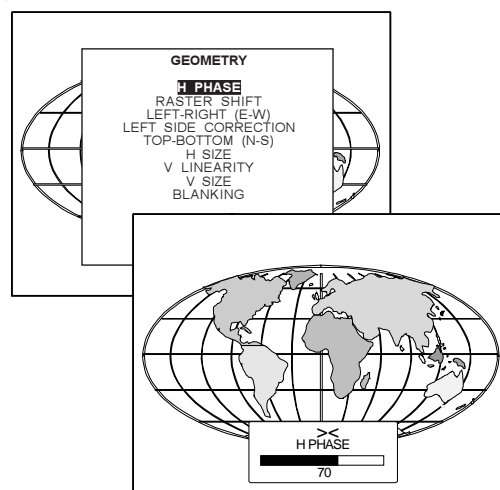 GEOMETRY
H PHASE
RASTER SHIFT
LEFT-RIGHT (E-W)
LEFT SIDE CORRECTION
TOP-BOTTOM (N-S)
H SIZE
V LINEARITY
V SIZE
BLANKING
H PHASE
70